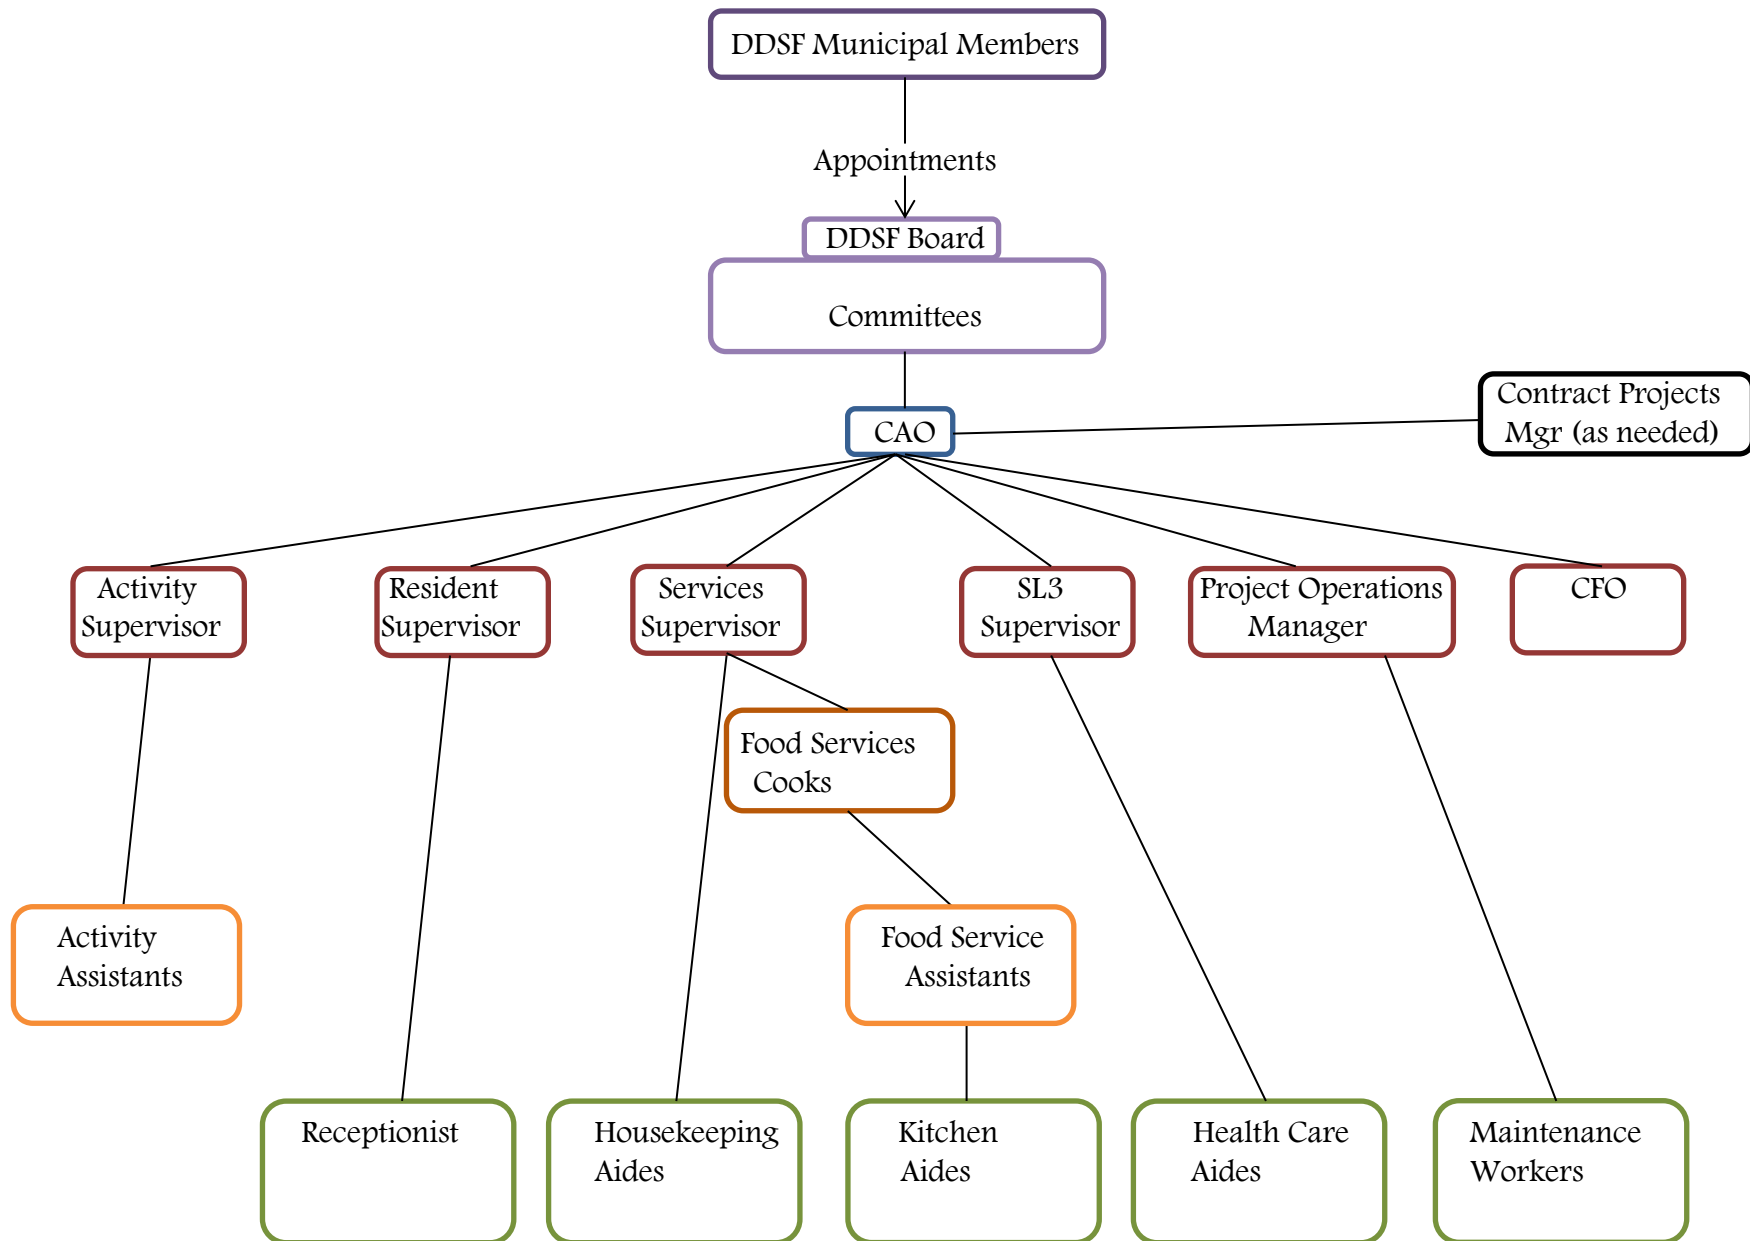 DDSF Municipal Members
Appointments
DDSF Board
Committees
CAO
Contract Projects
Mgr (as needed)
Activity
Supervisor
Resident
Supervisor
Services
Supervisor
SL3
Supervisor
Project Operations
Manager
CFO
Food Services
Cooks
Activity
Assistants
Food Service
Assistants
Receptionist
Housekeeping
Aides
Kitchen
Aides
Health Care
Aides
Maintenance
Workers